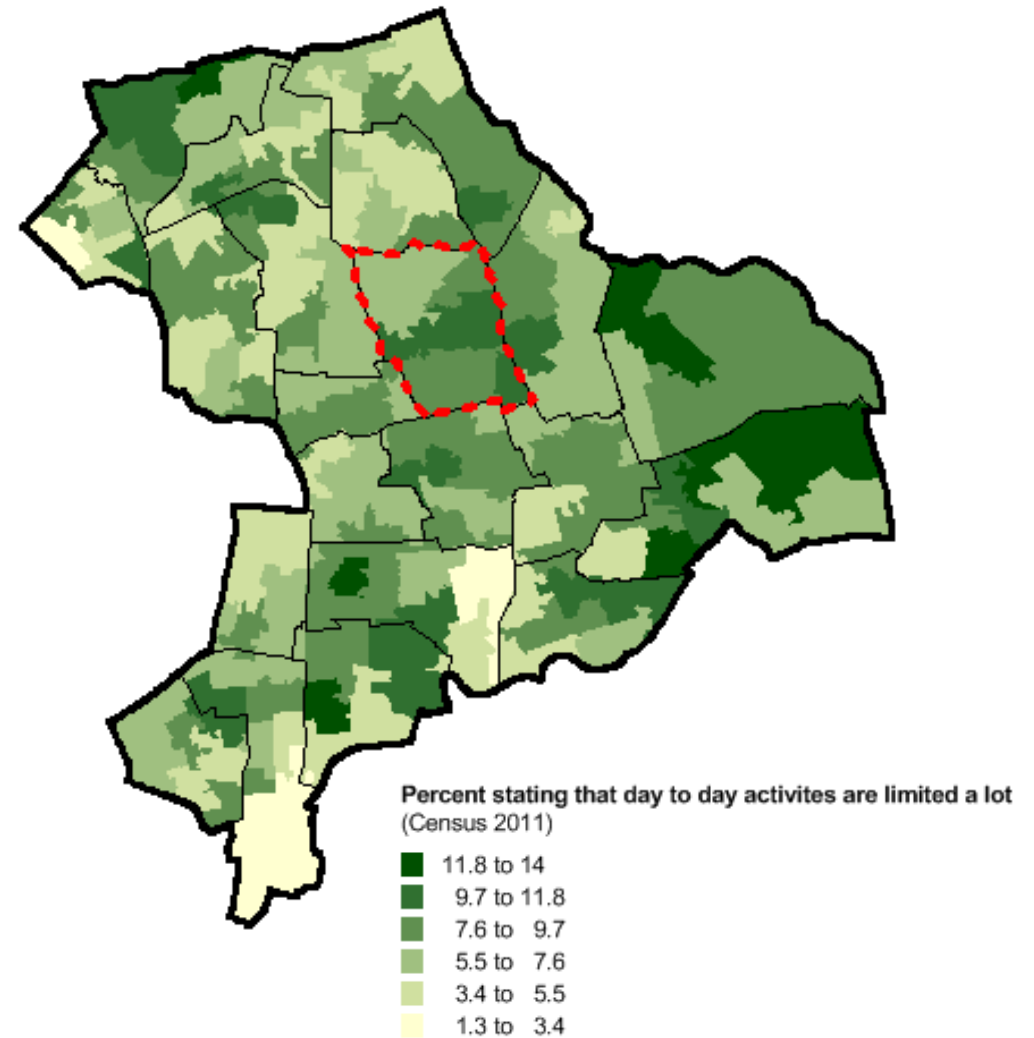 Percent stating that day to day activites are limited a lot
(Census 2011)
11.8 to 14
9.7 to 11.8
7.6 to 9.7
5.5 to 7.6
3.4 to 5.5
1.3 to 3.4